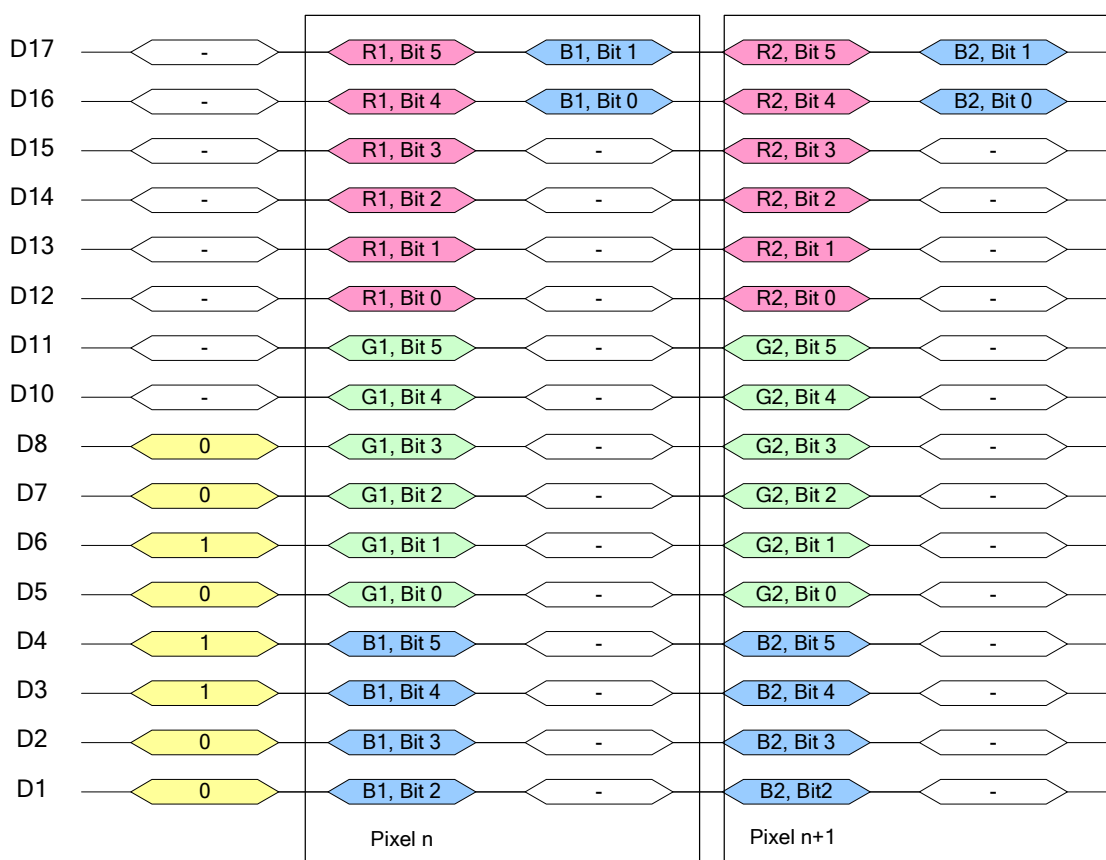 D17 - R1, Bit 5 B1, Bit 1 R2, Bit 5 B2, Bit 1
D16 - R1, Bit 4 B1, Bit 0 R2, Bit 4 B2, Bit 0
D15 - R1, Bit 3 - R2, Bit 3 -
D14 - R1, Bit 2 - R2, Bit 2 -
D13 - R1, Bit 1 - R2, Bit 1 -
D12 - R1, Bit 0 - R2, Bit 0 -
D11 - G1, Bit 5 - G2, Bit 5 -
D10 - G1, Bit 4 - G2, Bit 4 -
D8 0 G1, Bit 3 - G2, Bit 3 -
D7 0 G1, Bit 2 - G2, Bit 2 -
D6 1 G1, Bit 1 - G2, Bit 1 -
D5 0 G1, Bit 0 - G2, Bit 0 -
D4 1 B1, Bit 5 - B2, Bit 5 -
D3 1 B1, Bit 4 - B2, Bit 4 -
D2 0 B1, Bit 3 - B2, Bit 3 -
D1 0 B1, Bit 2 - B2, Bit2 -
Pixel n Pixel n+1